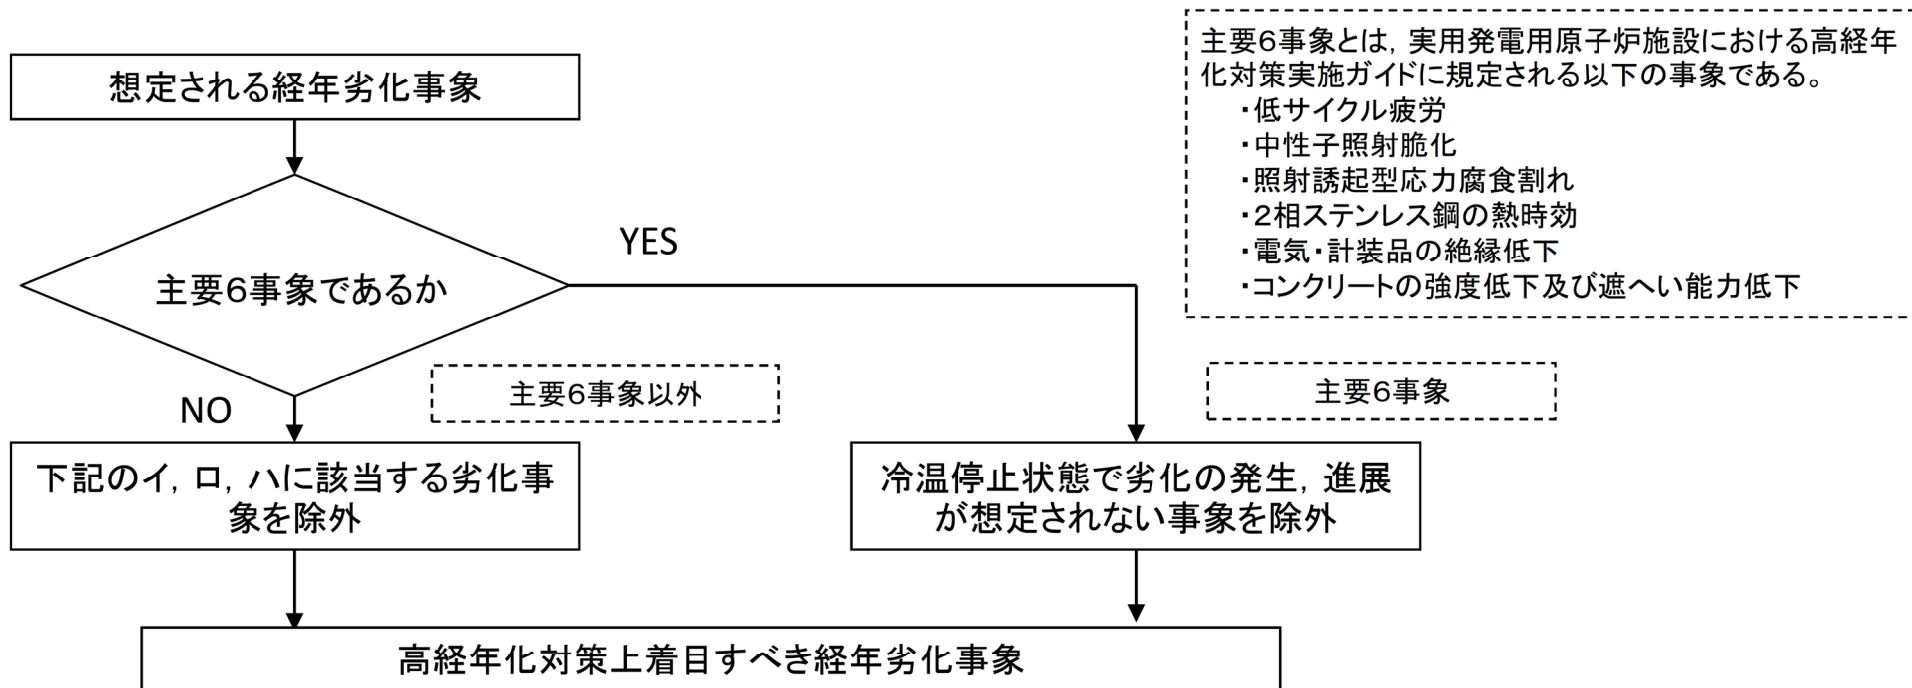 想定される経年劣化事象
主要６事象とは，実用発電用原子炉施設における高経年
化対策実施ガイドに規定される以下の事象である。
・低サイクル疲労
・中性子照射脆化
・照射誘起型応力腐食割れ
・２相ステンレス鋼の熱時効
・電気・計装品の絶縁低下
・コンクリートの強度低下及び遮へい能力低下
主要６事象であるか
YES
NO
主要６事象以外
主要６事象
下記のイ，ロ，ハに該当する劣化事
象を除外
冷温停止状態で劣化の発生，進展
が想定されない事象を除外
高経年化対策上着目すべき経年劣化事象